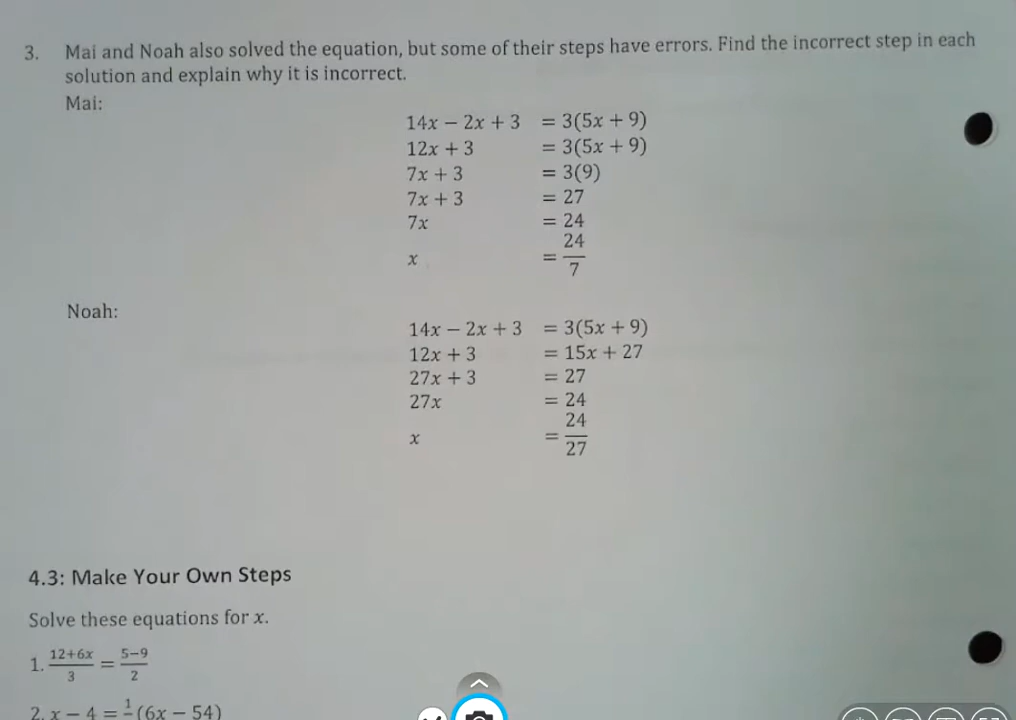 3. Mai and Noah also solved the equation, but some of their steps have errors. Find the incorrect step in each
solution and explain why it is incorrect.
Mai:
14x − 2x + 3 = 3(5x + 9)
12x + 3 = 3(5x + 9)
7x + 3 = 3(9)
7x + 3 = 27
7x = 24
x = 24/7
Noah:
14x − 2x + 3 = 3(5x + 9)
12x + 3 = 15x + 27
27x + 3 = 27
27x = 24
x = 24/27
4.3: Make Your Own Steps
Solve these equations for x.
1. 12+6x/3 = 5−9/2
2. x − 4 = (6x − 54)